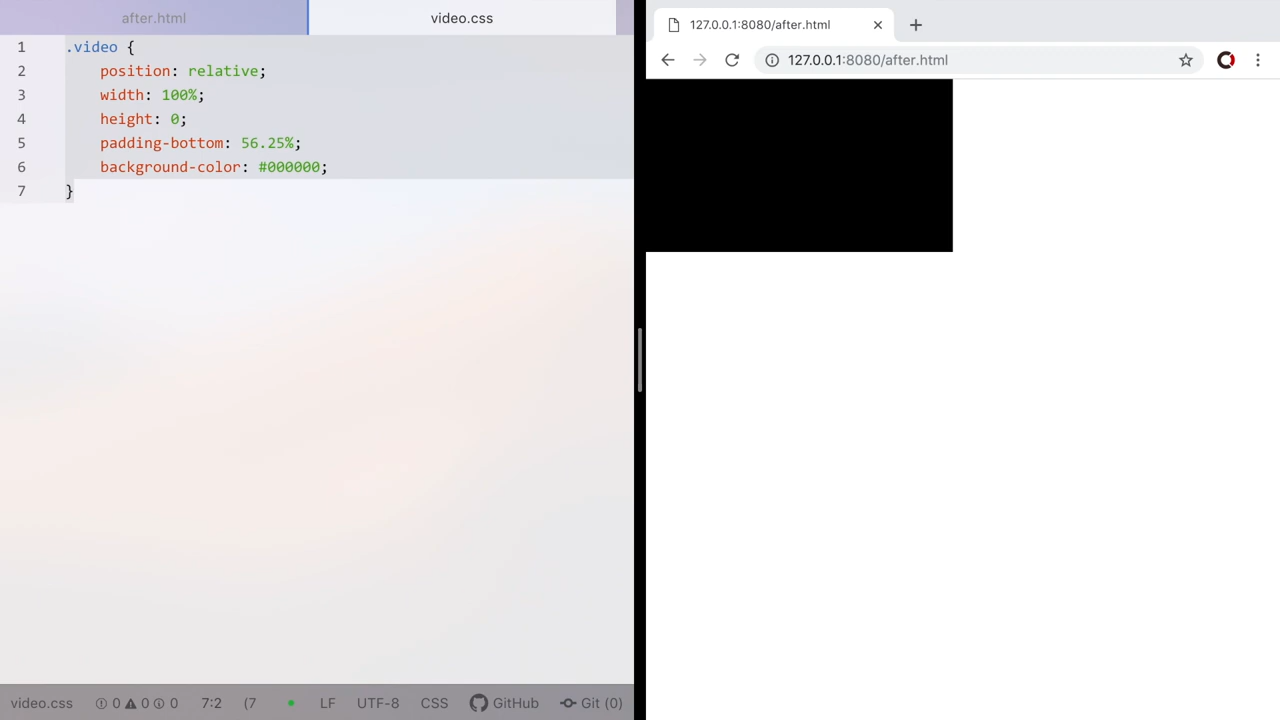 after.html
video.css
1 .video {
2 position: relative;
3 width: 100%;
4 height: 0;
5 padding-bottom: 56.25%;
6 background-color: #000000;
7 }
video.css 0 0 0 7:2 (7 LF UTF-8 CSS GitHub Git (0)
127.0.0.1:8080/after.html
127.0.0.1:8080/after.html